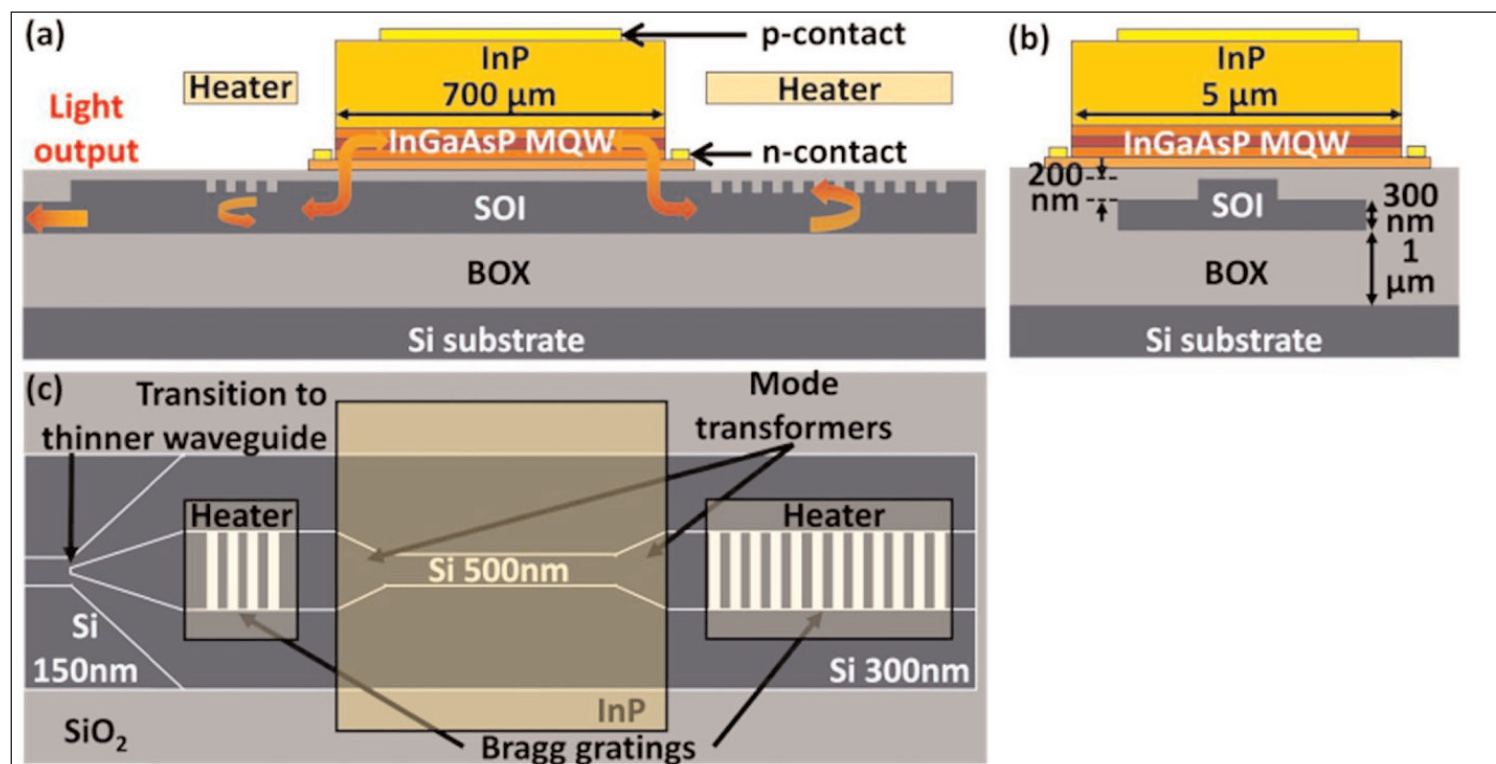 (a)
p-contact
InP
700 µm
Heater
Heater
Light
output
InGaAsP MQW
n-contact
SOI
BOX
Si substrate
(b)
InP
5 µm
InGaAsP MQW
200
nm
SOI
300
nm
1
µm
BOX
Si substrate
(c)
Transition to
thinner waveguide
Mode
transformers
Heater
Heater
Si 500nm
Si
150nm
Si 300nm
InP
SiO₂
Bragg gratings